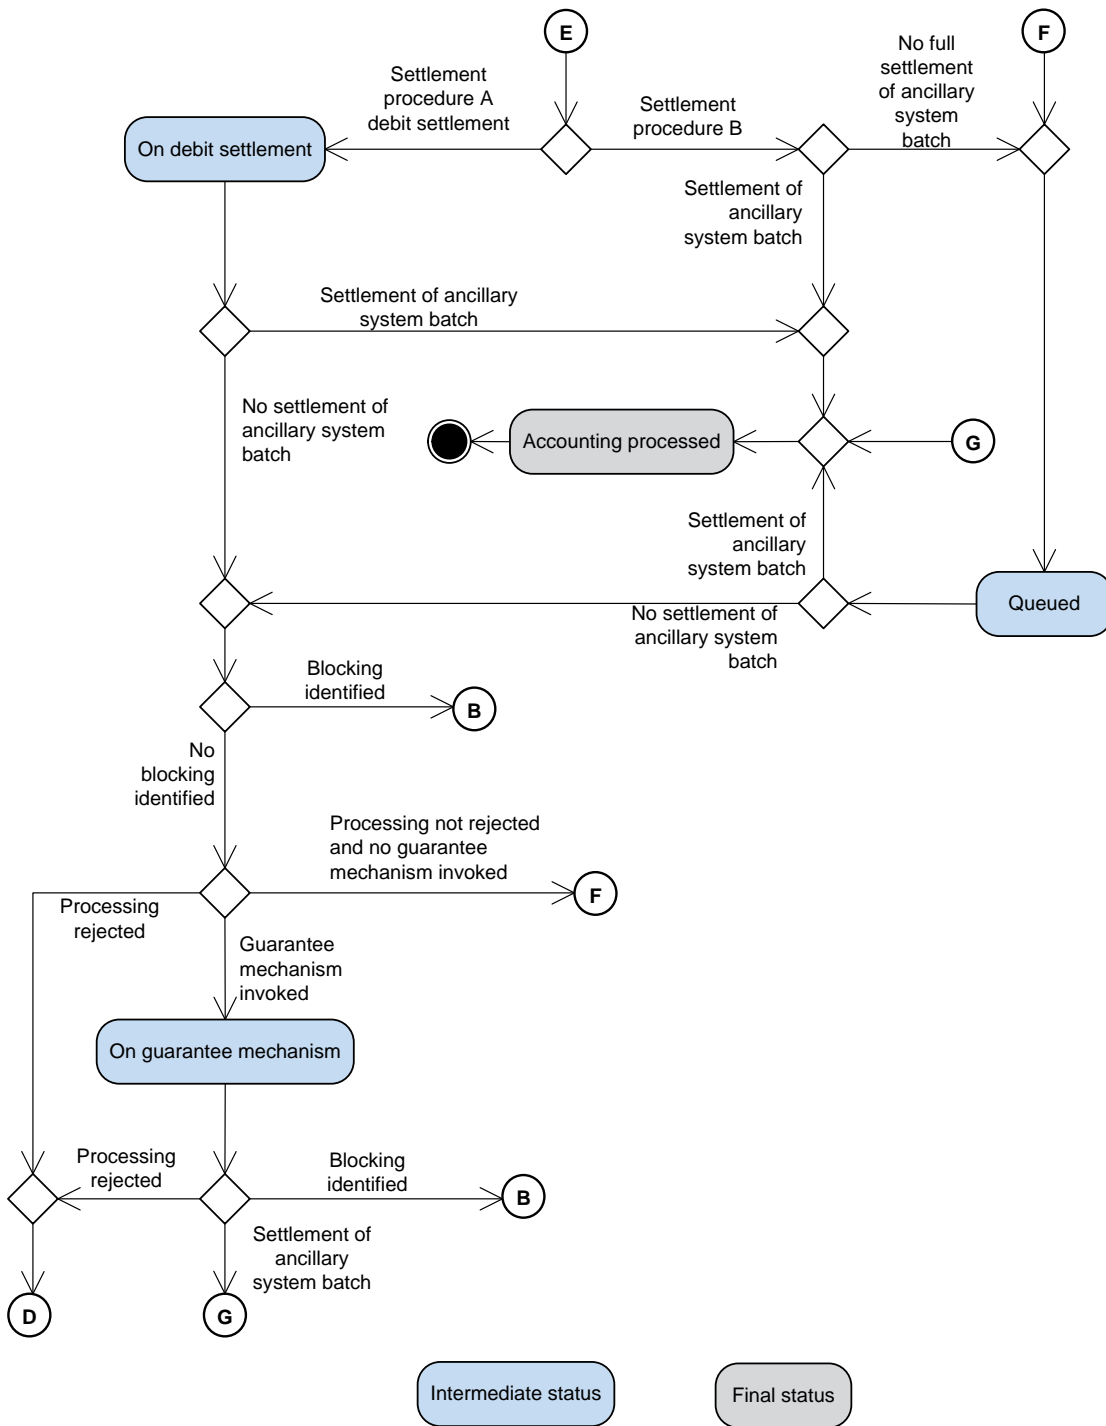 E
F
No full
settlement
of ancillary
system
batch
Settlement
procedure A
debit settlement
Settlement
procedure B
On debit settlement
Settlement of
ancillary
system batch
Settlement of ancillary
system batch
No settlement of
ancillary system
batch
Accounting processed
G
Settlement of
ancillary
system batch
Queued
No settlement of
ancillary system
batch
Blocking
identified
B
No
blocking
identified
Processing not rejected
and no guarantee
mechanism invoked
F
Processing
rejected
Guarantee
mechanism
invoked
On guarantee mechanism
Processing
rejected
Blocking
identified
B
Settlement of
ancillary
system batch
D
G
Intermediate status
Final status